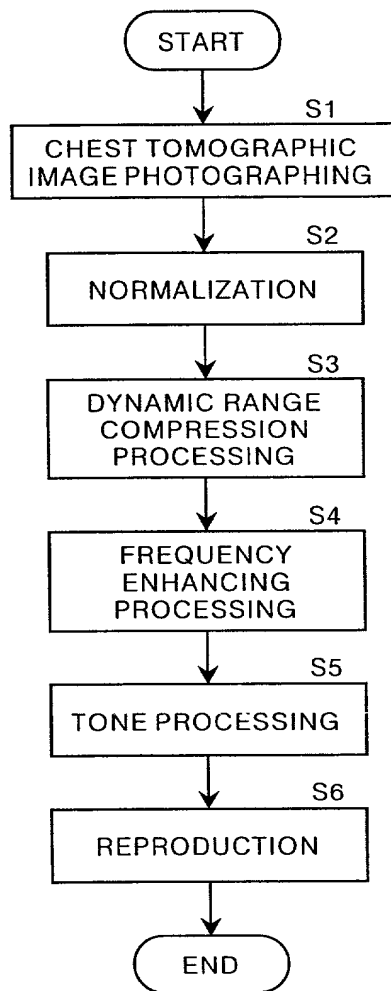 START
S1
CHEST TOMOGRAPHIC
IMAGE PHOTOGRAPHING
S2
NORMALIZATION
S3
DYNAMIC RANGE
COMPRESSION
PROCESSING
S4
FREQUENCY
ENHANCING
PROCESSING
S5
TONE PROCESSING
S6
REPRODUCTION
END